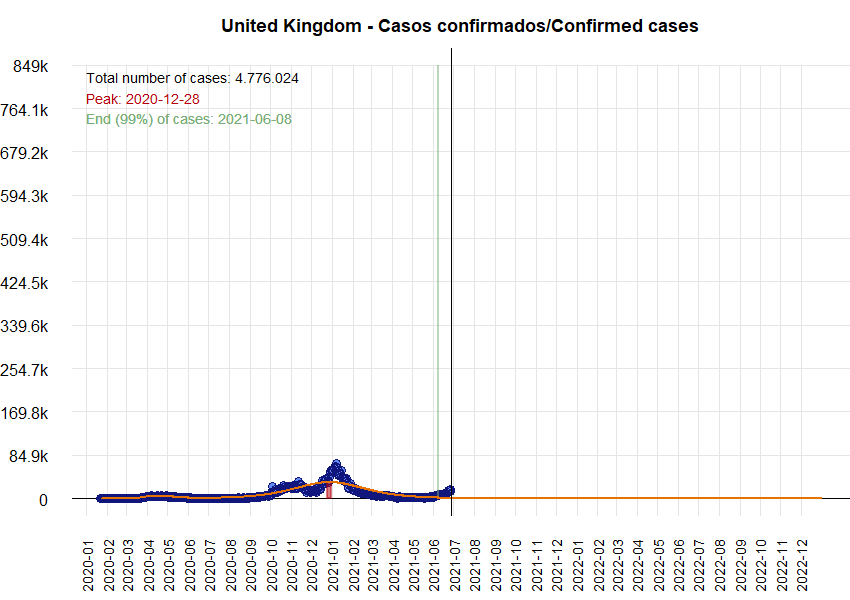 United Kingdom - Casos confirmados/Confirmed cases
849k
764.1k
679.2k
594.3k
509.4k
424.5k
339.6k
254.7k
169.8k
84.9k
0
Total number of cases: 4.776.024
Peak: 2020-12-28
End (99%) of cases: 2021-06-08
2020-01
2020-02
2020-03
2020-04
2020-05
2020-06
2020-07
2020-08
2020-09
2020-10
2020-11
2020-12
2021-01
2021-02
2021-03
2021-04
2021-05
2021-06
2021-07
2021-08
2021-09
2021-10
2021-11
2021-12
2022-01
2022-02
2022-03
2022-04
2022-05
2022-06
2022-07
2022-08
2022-09
2022-10
2022-11
2022-12